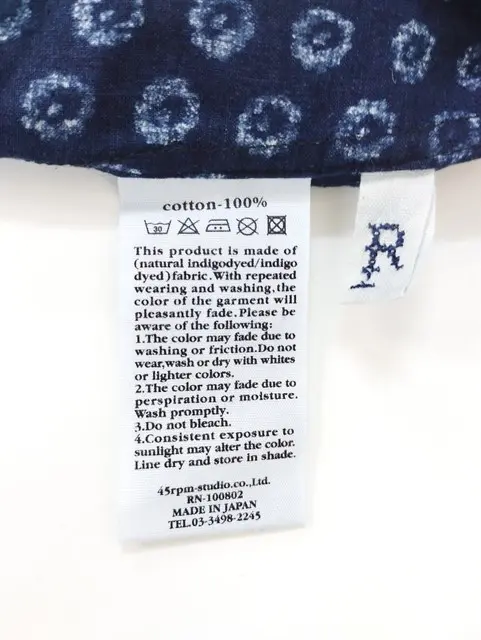 cotton-100%
30
This product is made of
(natural indigodyed/indigo
dyed)fabric.With repeated
wearing and washing,the
color of the garment will
pleasantly fade.Please be
aware of the following:
1.The color may fade due to
washing or friction.Do not
wear,wash or dry with whites
or lighter colors.
2.The color may fade due to
perspiration or moisture.
Wash promptly.
3.Do not bleach.
4.Consistent exposure to
sunlight may alter the color.
Line dry and store in shade.
45rpm-studio.co.,Ltd.
RN-100802
MADE IN JAPAN
TEL.03-3498-2245
R